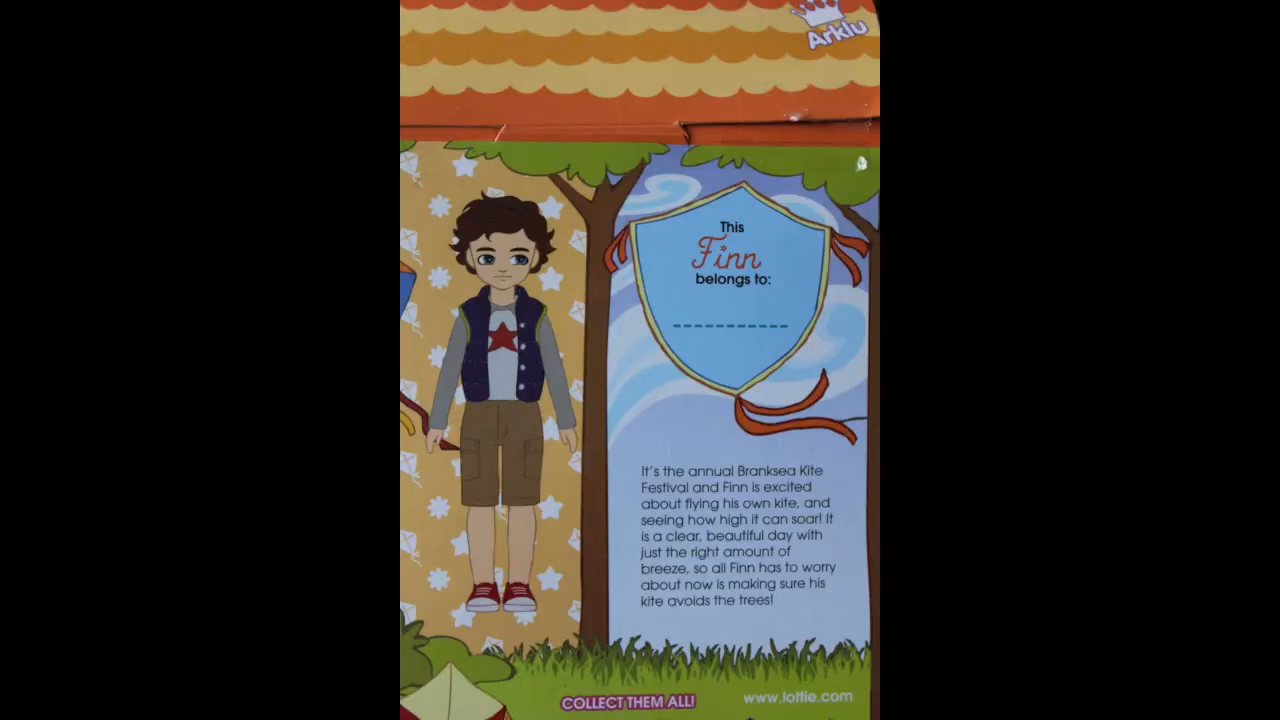 Arklu
This
Finn
belongs to:
It's the annual Branksea Kite
Festival and Finn is excited
about flying his own kite, and
seeing how high it can soar! It
is a clear, beautiful day with
just the right amount of
breeze, so all Finn has to worry
about now is making sure his
kite avoids the trees!
COLLECT THEM ALL!
www.lottie.com